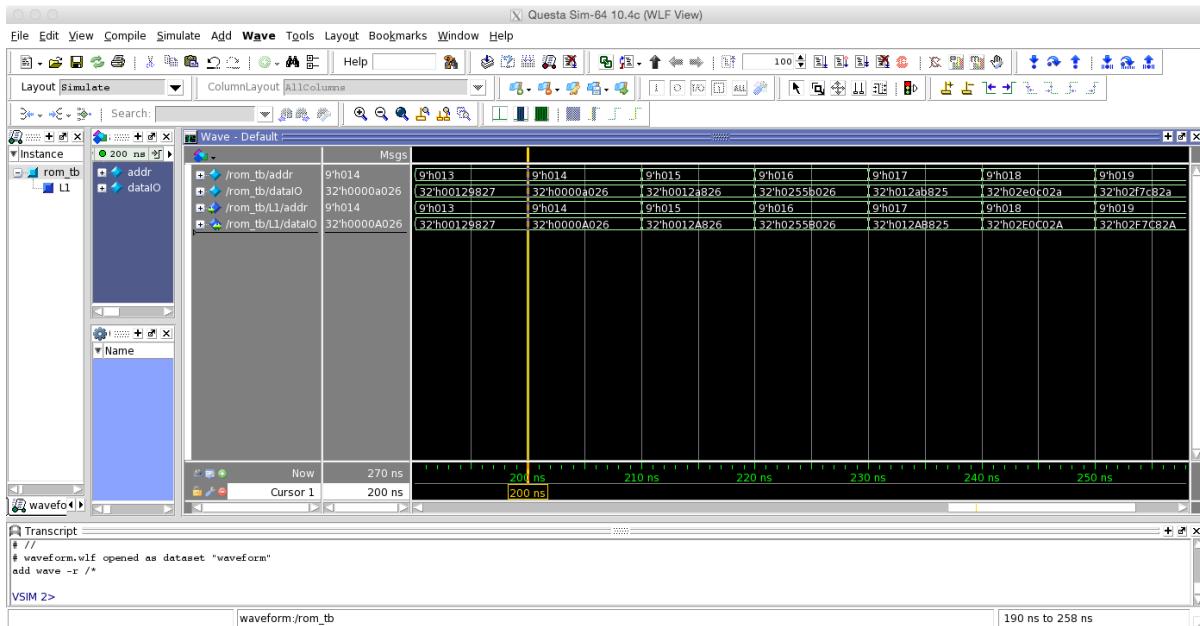 Questa Sim-64 10.4c (WLF View)
File Edit View Compile Simulate Add Wave Tools Layout Bookmarks Window Help
Help 100
Layout Simulate ColumnLayout AllColumns
Search:
Wave - Default
Instance 200 ns Msgs
rom_tb addr /rom_tb/addr 9'h014 9'h013 9'h014 9'h015 9'h016 9'h017 9'h018 9'h019
L1 dataIO /rom_tb/dataIO 32'h0000a026 32'h00129827 32'h0000a026 32'h0012a826 32'h0255b026 32'h012ab825 32'h02e0c02a 32'h02f7c82a
/rom_tb/L1/addr 9'h014 9'h013 9'h014 9'h015 9'h016 9'h017 9'h018 9'h019
/rom_tb/L1/dataIO 32'h0000A026 32'h00129827 32'h0000A026 32'h0012A826 32'h0255B026 32'h012AB825 32'h02E0C02A 32'h02F7C82A
Name
Now 270 ns 200 ns 210 ns 220 ns 230 ns 240 ns 250 ns
Cursor 1 200 ns 200 ns
wavefo
Transcript
# //
# waveform.wlf opened as dataset "waveform"
add wave -r /*
VSIM 2>
waveform:/rom_tb 190 ns to 258 ns